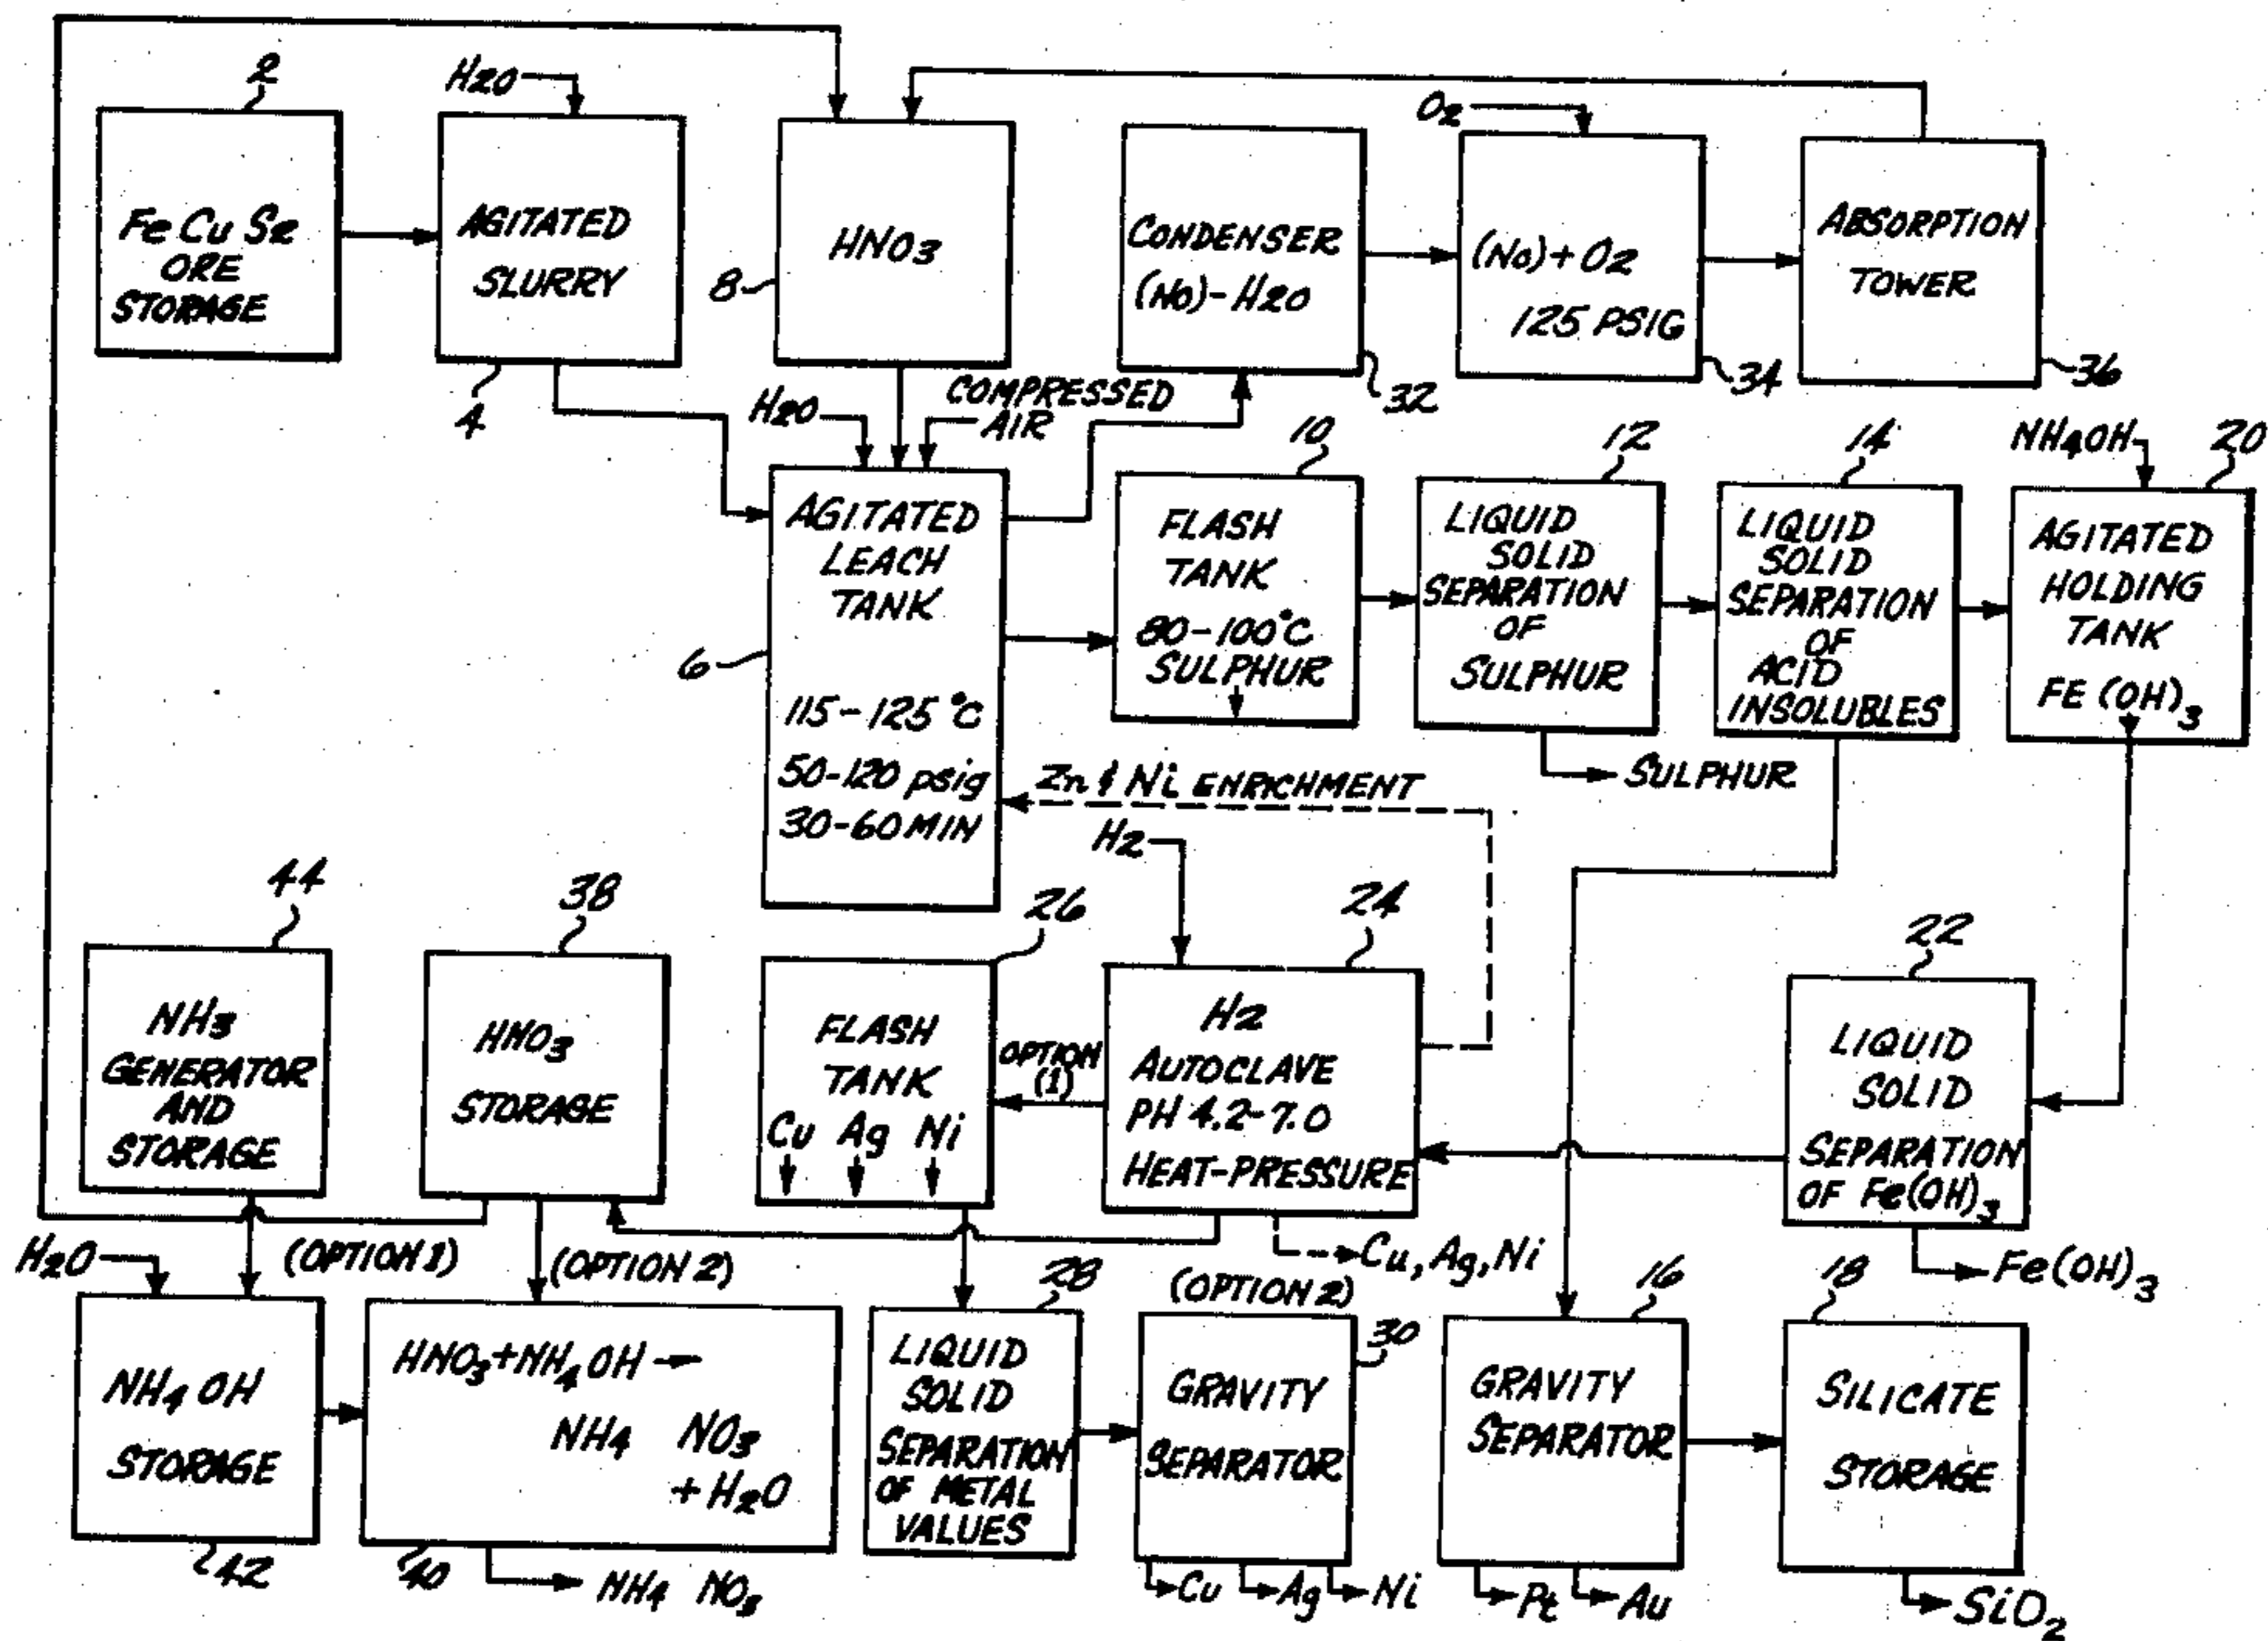 2
FeCuS2
ORE
STORAGE
H2O
AGITATED
SLURRY
4
HNO3
8
CONDENSER
(NO)-H2O
32
O2
(NO)+O2
125 PSIG
34
ABSORPTION
TOWER
36
H2O
COMPRESSED
AIR
AGITATED
LEACH
TANK
115-125°C
50-120 psig
30-60 MIN
6
10
FLASH
TANK
80-100°C
SULPHUR
12
LIQUID
SOLID
SEPARATION
OF
SULPHUR
SULPHUR
14
LIQUID
SOLID
SEPARATION
OF
ACID
INSOLUBLES
NH4OH
20
AGITATED
HOLDING
TANK
FE(OH)3
Zn & Ni ENRICHMENT
H2
44
NH3
GENERATOR
AND
STORAGE
38
HNO3
STORAGE
26
FLASH
TANK
Cu Ag Ni
OPTION
(1)
24
H2
AUTOCLAVE
PH 4.2-7.0
HEAT-PRESSURE
22
LIQUID
SOLID
SEPARATION
OF Fe(OH)3
Fe(OH)3
H2O
(OPTION 1)
(OPTION 2)
Cu, Ag, Ni
(OPTION 2)
NH4OH
STORAGE
42
HNO3+NH4OH→
NH4 NO3
+H2O
40
NH4 NO3
28
LIQUID
SOLID
SEPARATION
OF METAL
VALUES
30
GRAVITY
SEPARATOR
Cu Ag Ni
16
GRAVITY
SEPARATOR
Pt Au
18
SILICATE
STORAGE
SiO2